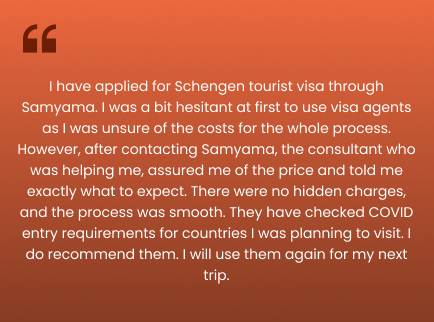 “
I have applied for Schengen tourist visa through
Samyama. I was a bit hesitant at first to use visa agents
as I was unsure of the costs for the whole process.
However, after contacting Samyama, the consultant who
was helping me, assured me of the price and told me
exactly what to expect. There were no hidden charges,
and the process was smooth. They have checked COVID
entry requirements for countries I was planning to visit. I
do recommend them. I will use them again for my next
trip.